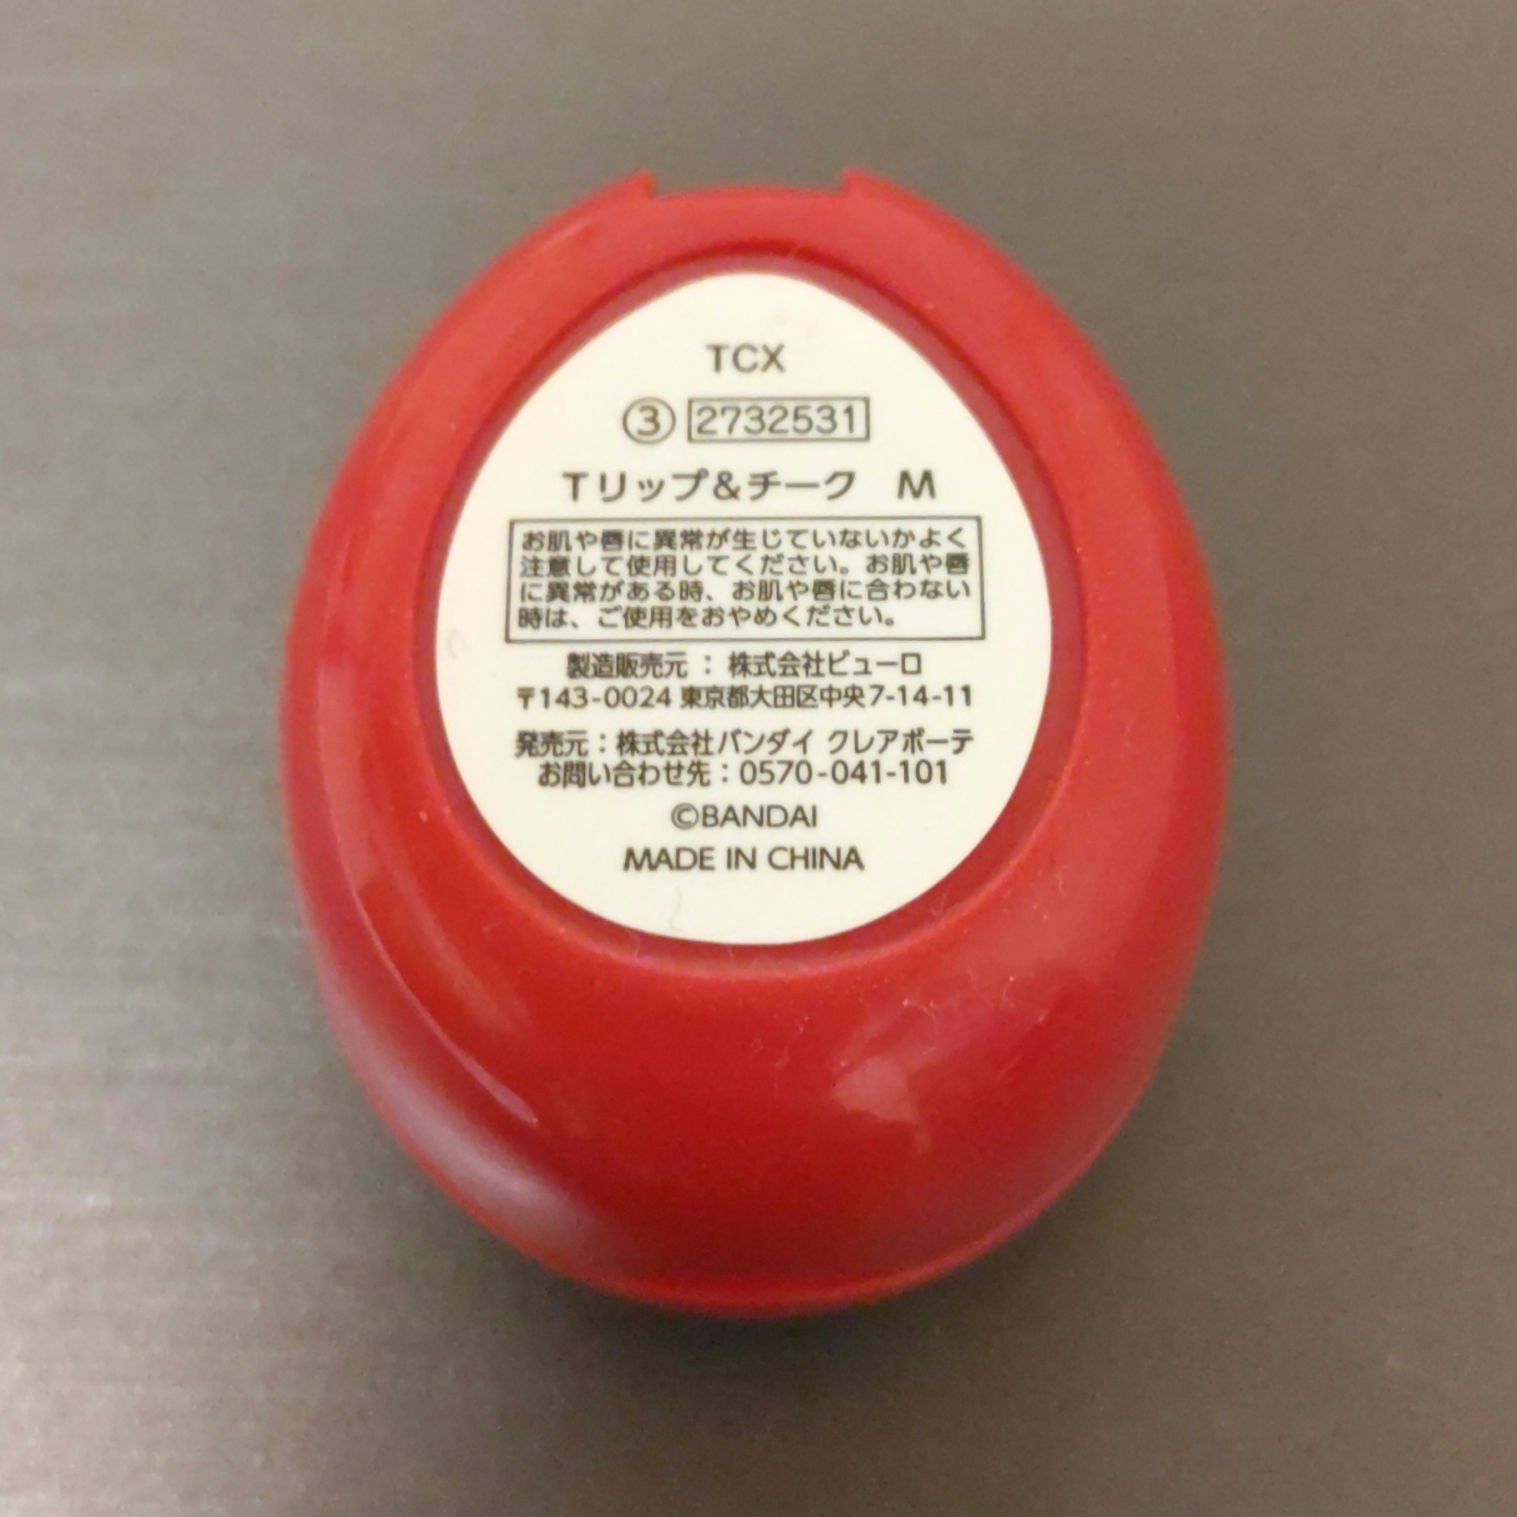 TCX
③ 2732531
Tリップ&チーク M
お肌や唇に異常が生じていないかよく
注意して使用してください。お肌や唇
に異常がある時、お肌や唇に合わない
時は、ご使用をおやめください。
製造販売元：株式会社ビューロ
〒143-0024 東京都大田区中央7-14-11
発売元：株式会社バンダイ クレアボーテ
お問い合わせ先：0570-041-101
©BANDAI
MADE IN CHINA